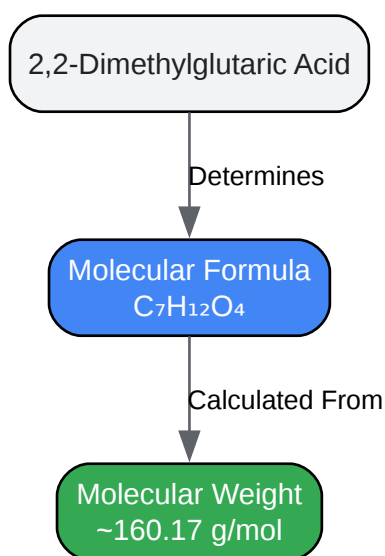 2,2-Dimethylglutaric Acid
Determines
Molecular Formula
C₇H₁₂O₄
Calculated From
Molecular Weight
~160.17 g/mol